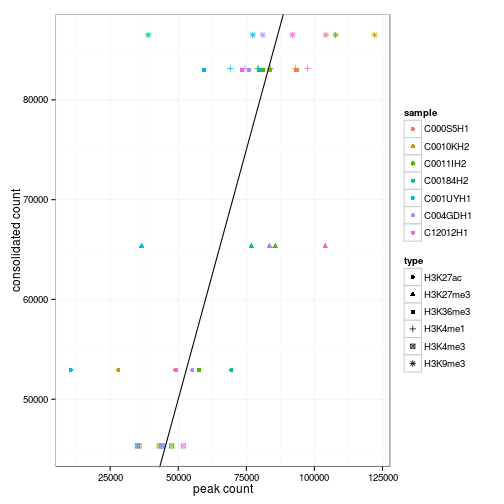 80000
70000
60000
50000
consolidated count
25000 50000 75000 100000 125000
peak count
sample
C000S5H1
C0010KH2
C0011IH2
C00184H2
C001UYH1
C004GDH1
C12012H1
type
H3K27ac
H3K27me3
H3K36me3
H3K4me1
H3K4me3
H3K9me3